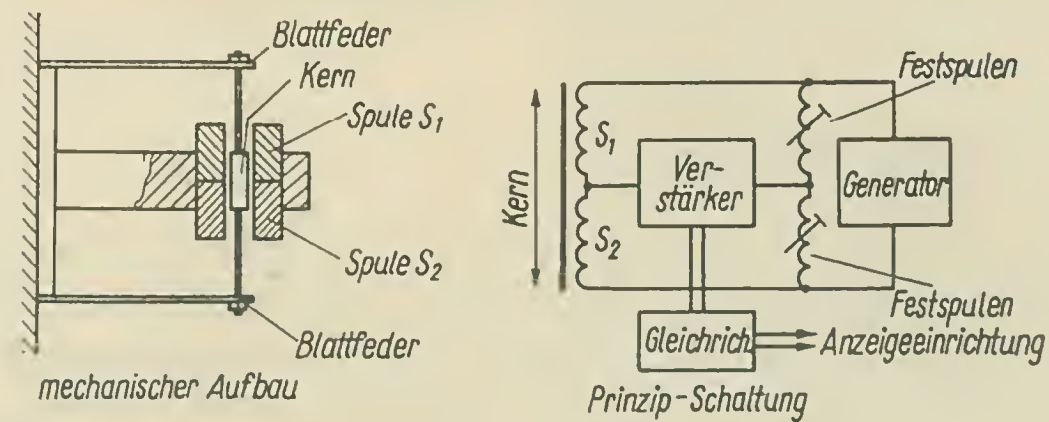 Blattfeder
Kern
Spule S₁
Spule S₂
Blattfeder
mechanischer Aufbau
Festspulen
S₁
Ver-
stärker
Generator
Kern
S₂
Festspulen
Gleichrich.
Anzeigeeinrichtung
Prinzip-Schaltung